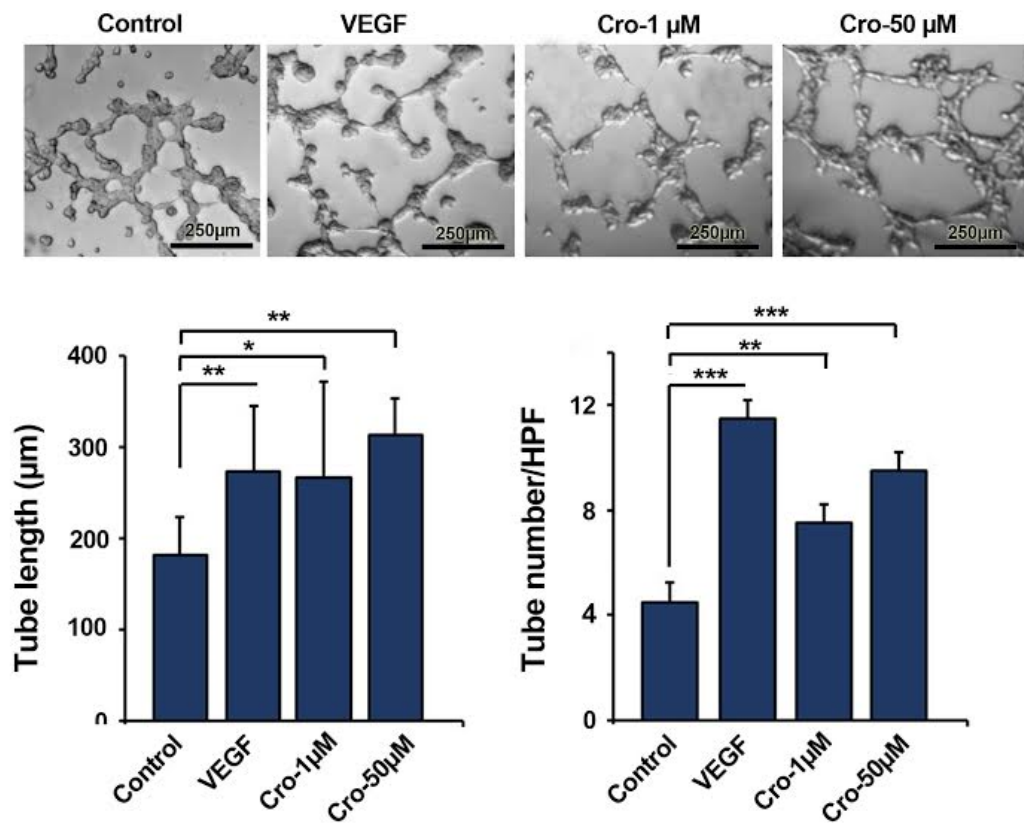 Control VEGF Cro-1 µM Cro-50 µM
250µm 250µm 250µm 250µm
** ***
* **
** ***
400
300
200
100
0
Tube length (µm)
Control VEGF Cro-1µM Cro-50µM
12
8
4
0
Tube number/HPF
Control VEGF Cro-1µM Cro-50µM